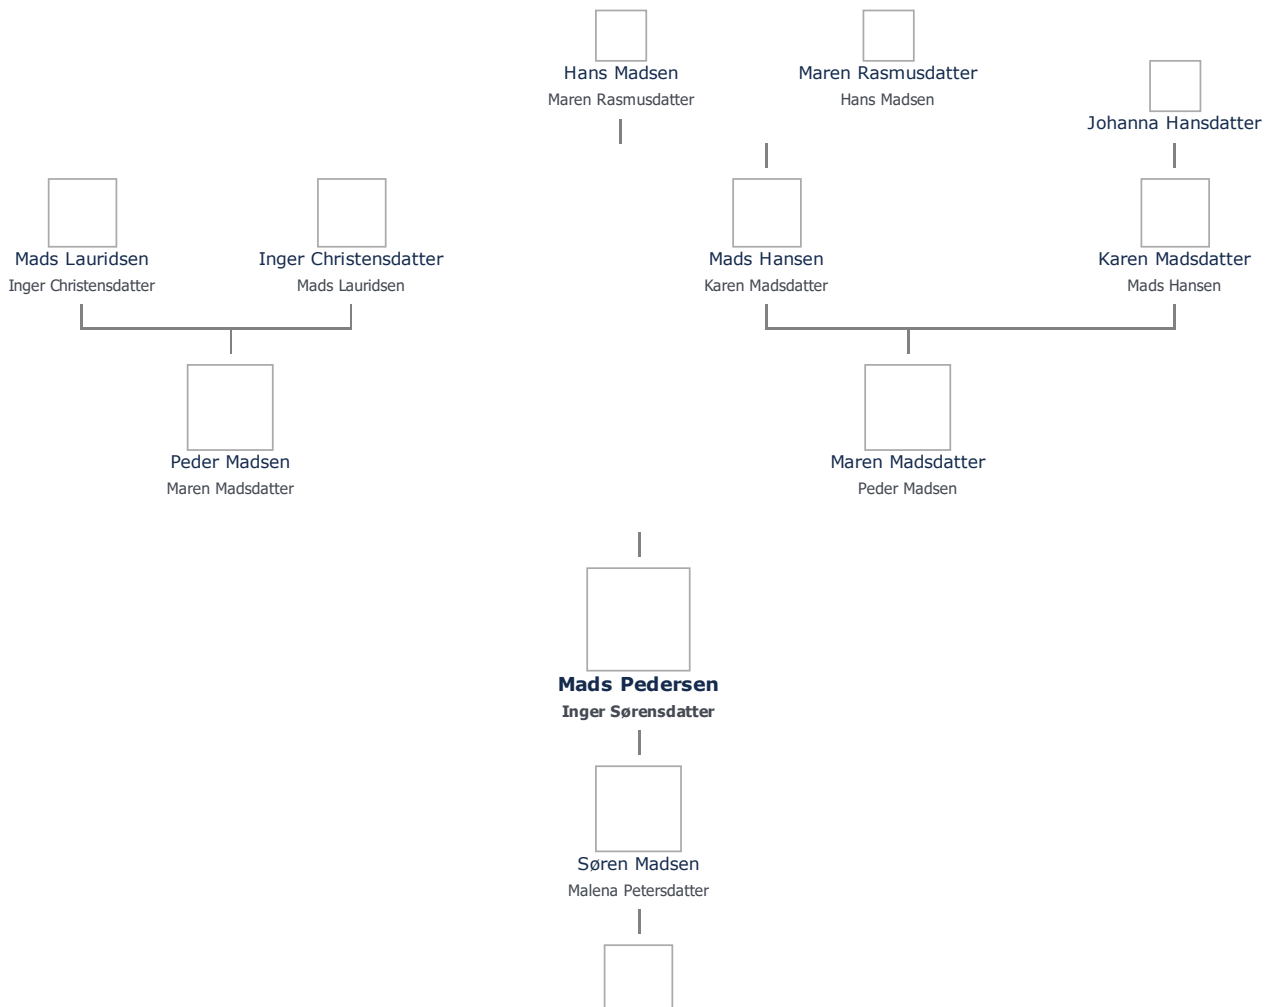 Hans Madsen
Maren Rasmusdatter
Maren Rasmusdatter
Hans Madsen
Johanna Hansdatter
Mads Lauridsen
Inger Christensdatter
Inger Christensdatter
Mads Lauridsen
Mads Hansen
Karen Madsdatter
Karen Madsdatter
Mads Hansen
Peder Madsen
Maren Madsdatter
Maren Madsdatter
Peder Madsen
Mads Pedersen
Inger Sørensdatter
Søren Madsen
Malena Petersdatter